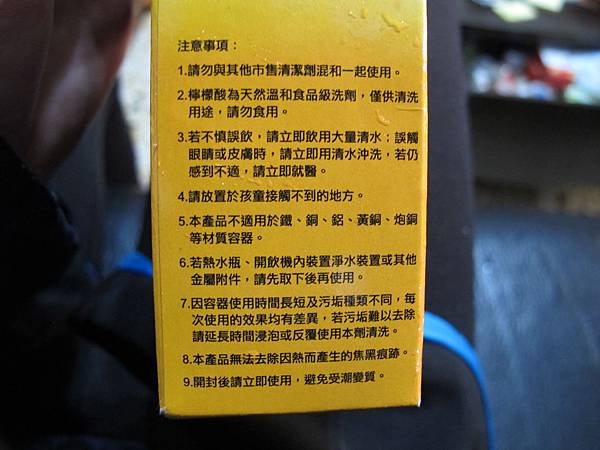 注意事項：
1.請勿與其他市售清潔劑混和一起使用。
2.檸檬酸為天然溫和食品級洗劑，僅供清洗
用途，請勿食用。
3.若不慎誤飲，請立即飲用大量清水；誤觸
眼睛或皮膚時，請立即用清水沖洗，若仍
感到不適，請立即就醫。
4.請放置於孩童接觸不到的地方。
5.本產品不適用於鐵、銅、鋁、黃銅、炮銅
等材質容器。
6.若熱水瓶、開飲機內裝置淨水裝置或其他
金屬附件，請先取下後再使用。
7.因容器使用時間長短及污垢種類不同，每
次使用的效果均有差異，若污垢難以去除
請延長時間浸泡或反覆使用本劑清洗。
8.本產品無法去除因熱而產生的焦黑痕跡。
9.開封後請立即使用，避免受潮變質。